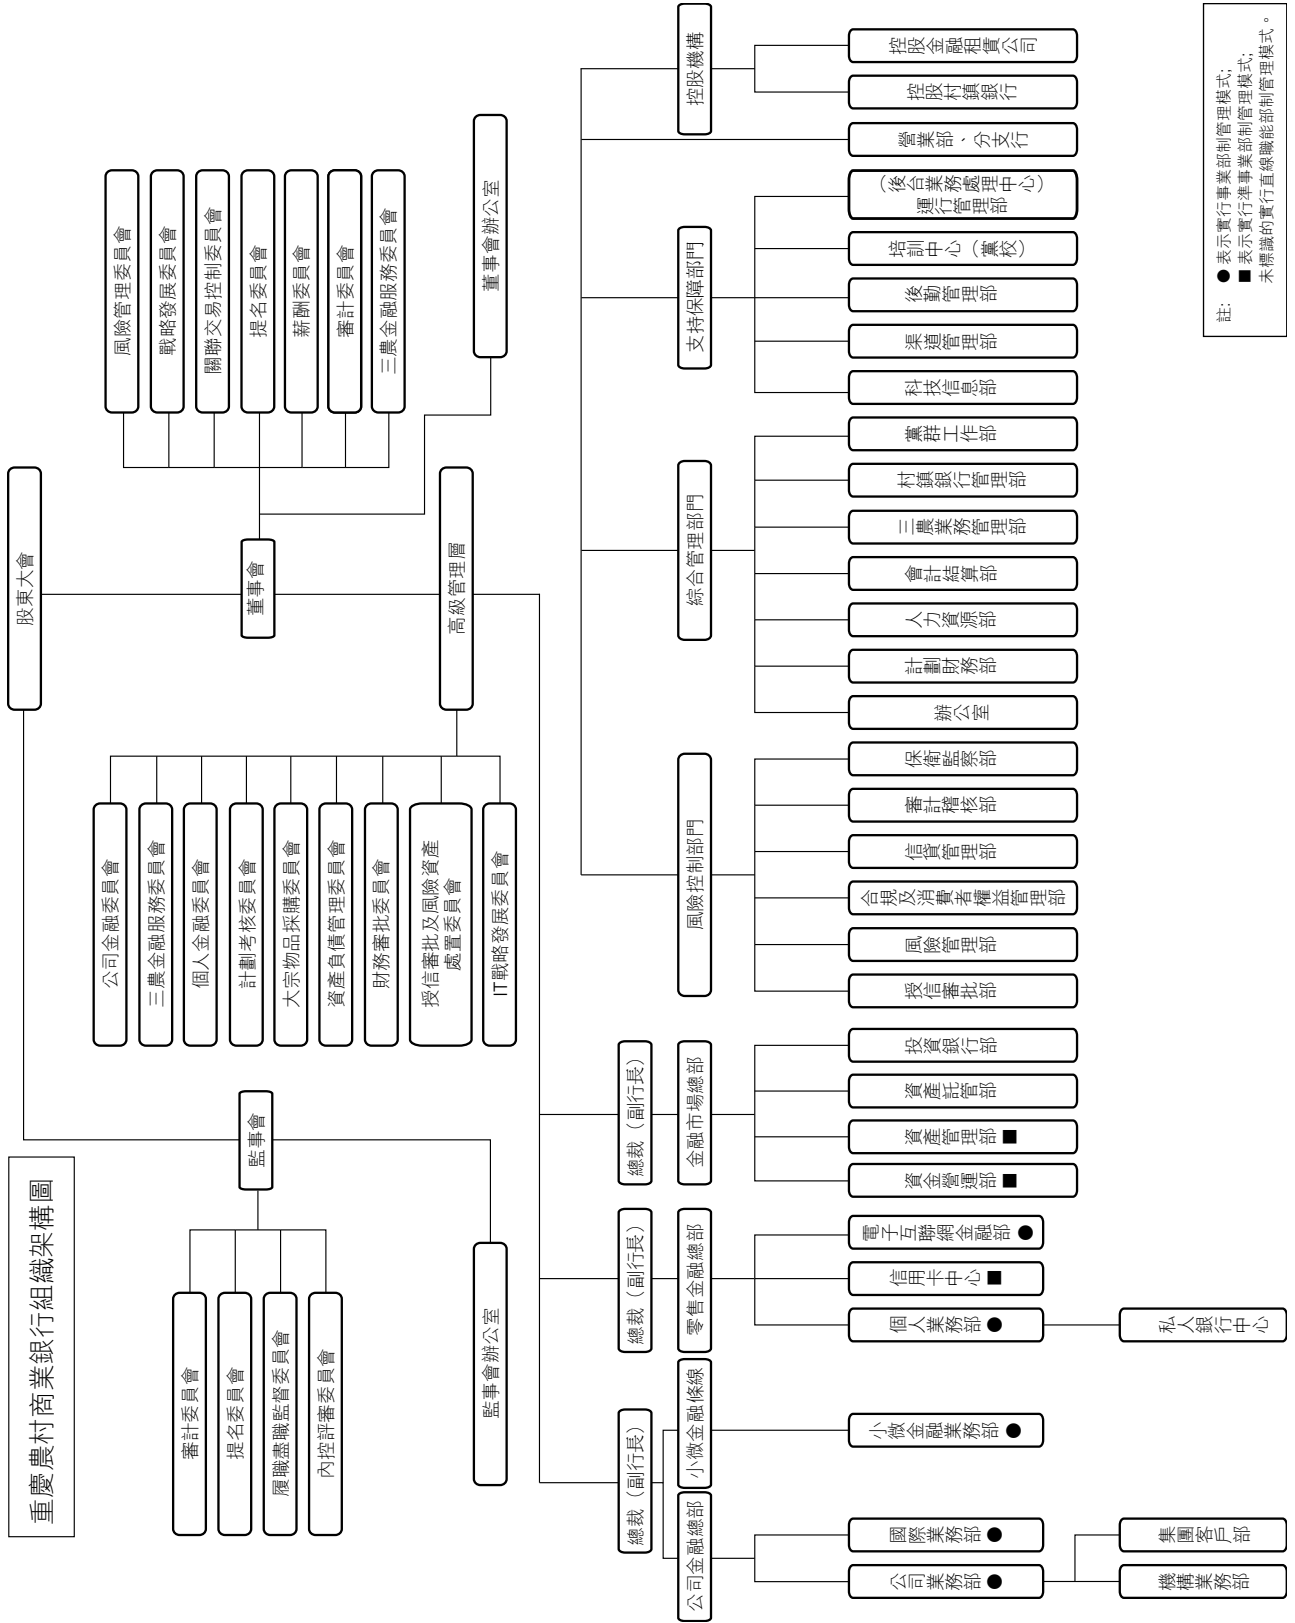 重慶農村商業銀行組織架構圖
股東大會
監事會
董事會
審計委員會
提名委員會
履職盡職監督委員會
內控評審委員會
監事會辦公室
風險管理委員會
戰略發展委員會
關聯交易控制委員會
提名委員會
薪酬委員會
審計委員會
三農金融服務委員會
董事會辦公室
高級管理層
公司金融委員會
三農金融服務委員會
個人金融委員會
計劃考核委員會
大宗物品採購委員會
資產負債管理委員會
財務審批委員會
授信審批及風險資產
處置委員會
IT戰略發展委員會
總裁（副行長）
總裁（副行長）
總裁（副行長）
公司金融總部
小微金融條線
零售金融總部
金融市場總部
風險控制部門
綜合管理部門
支持保障部門
控股機構
公司業務部●
國際業務部●
小微金融業務部●
個人業務部●
信用卡中心■
電子互聯網金融部●
資金營運部■
資產管理部■
資產託管部
投資銀行部
授信審批部
風險管理部
合規及消費者權益管理部
信貸管理部
審計稽核部
保衛監察部
辦公室
計劃財務部
人力資源部
會計結算部
三農業務管理部
村鎮銀行管理部
黨群工作部
科技信息部
渠道管理部
後勤管理部
培訓中心（黨校）
運行管理部
（後台業務處理中心）
營業部、分支行
控股村鎮銀行
控股金融租賃公司
機構業務部
集團客戶部
私人銀行中心
註：●表示實行事業部制管理模式；
■表示實行準事業部制管理模式；
未標識的實行直線職能部制管理模式。